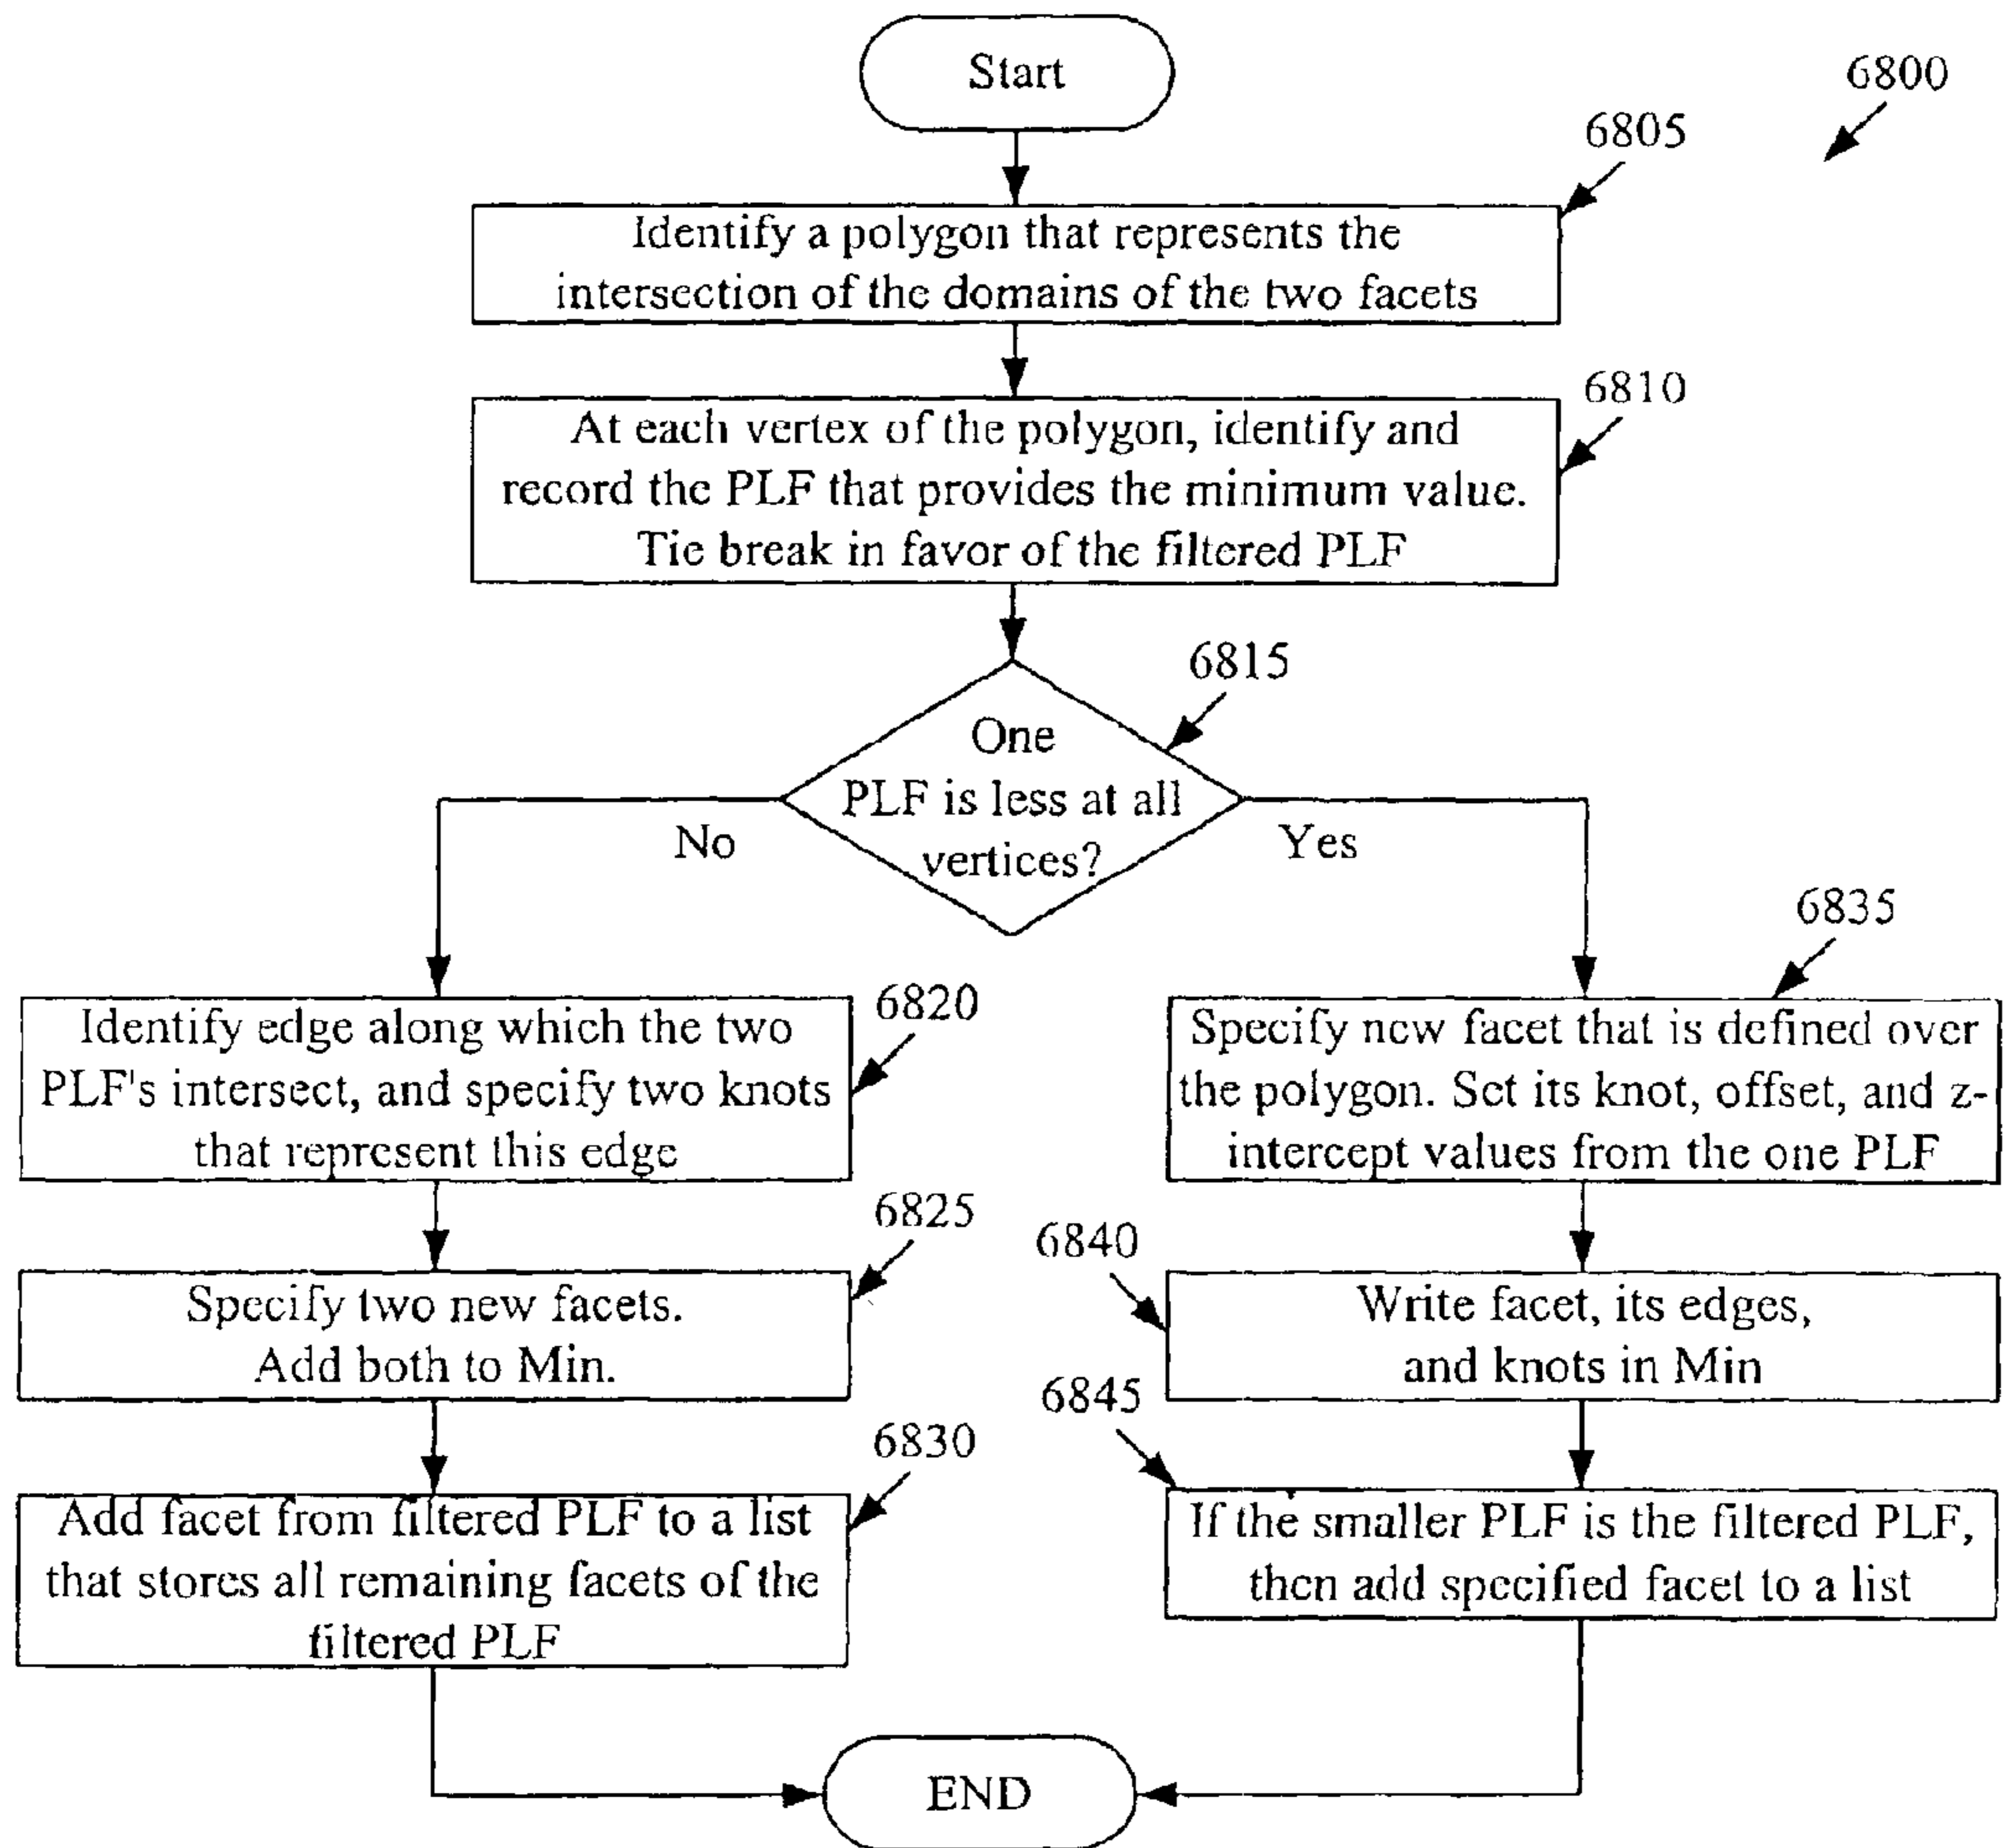 Start
6800
6805
Identify a polygon that represents the
intersection of the domains of the two facets
6810
At each vertex of the polygon, identify and
record the PLF that provides the minimum value.
Tie break in favor of the filtered PLF
6815
One
PLF is less at all
vertices?
No
Yes
6820
Identify edge along which the two
PLF's intersect, and specify two knots
that represent this edge
6825
Specify two new facets.
Add both to Min.
6830
Add facet from filtered PLF to a list
that stores all remaining facets of the
filtered PLF
6835
Specify new facet that is defined over
the polygon. Set its knot, offset, and z-
intercept values from the one PLF
6840
Write facet, its edges,
and knots in Min
6845
If the smaller PLF is the filtered PLF,
then add specified facet to a list
END